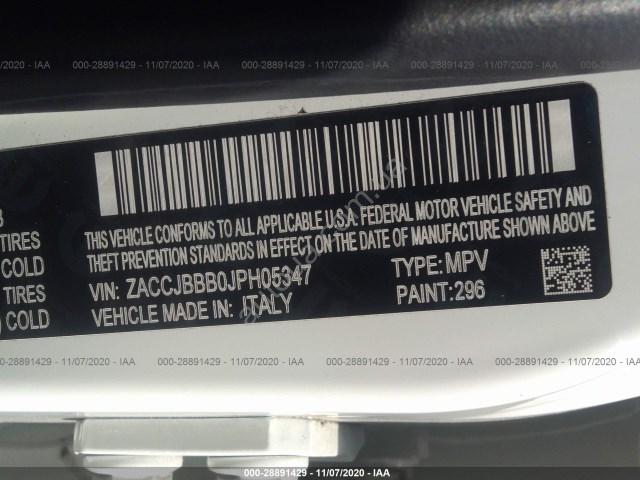 000-28891429 - 11/07/2020 - IAA
THIS VEHICLE CONFORMS TO ALL APPLICABLE U.S.A. FEDERAL MOTOR VEHICLE SAFETY AND
TIRES THEFT PREVENTION STANDARDS IN EFFECT ON THE DATE OF MANUFACTURE SHOWN ABOVE
COLD VIN: ZACCJBBB0JPH05347 TYPE: MPV
TIRES VEHICLE MADE IN: ITALY PAINT: 296
COLD
000-28891429 - 11/07/2020 - IAA
000-28891429 - 11/07/2020 - IAA